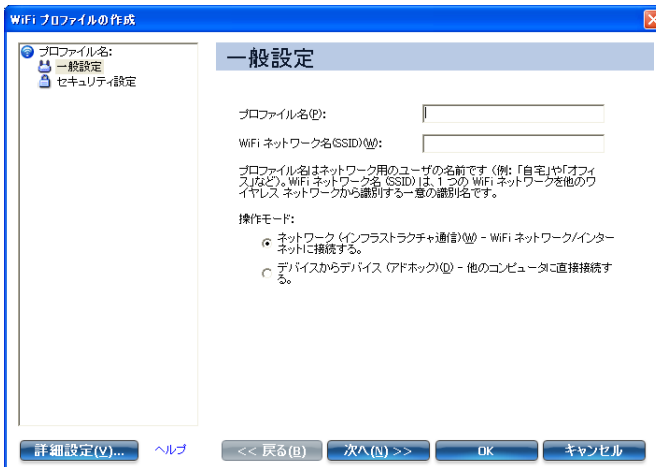 WiFi プロファイルの作成
プロファイル名:
一般設定
セキュリティ設定
一般設定
プロファイル名(P):
WiFi ネットワーク名(SSID)(W):
プロファイル名はネットワーク用のユーザの名前です (例: 「自宅」や「オフィ
ス」など)。WiFi ネットワーク名 (SSID) は、1 つの WiFi ネットワークを他のワ
イヤレス ネットワークから識別する一意の識別名です。
操作モード:
ネットワーク (インフラストラクチャ通信)(W) - WiFi ネットワーク/インター
ネットに接続する。
デバイスからデバイス (アドホック)(D) - 他のコンピュータに直接接続す
る。
詳細設定(V)...
ヘルプ
<< 戻る(B)
次へ(N) >>
OK
キャンセル